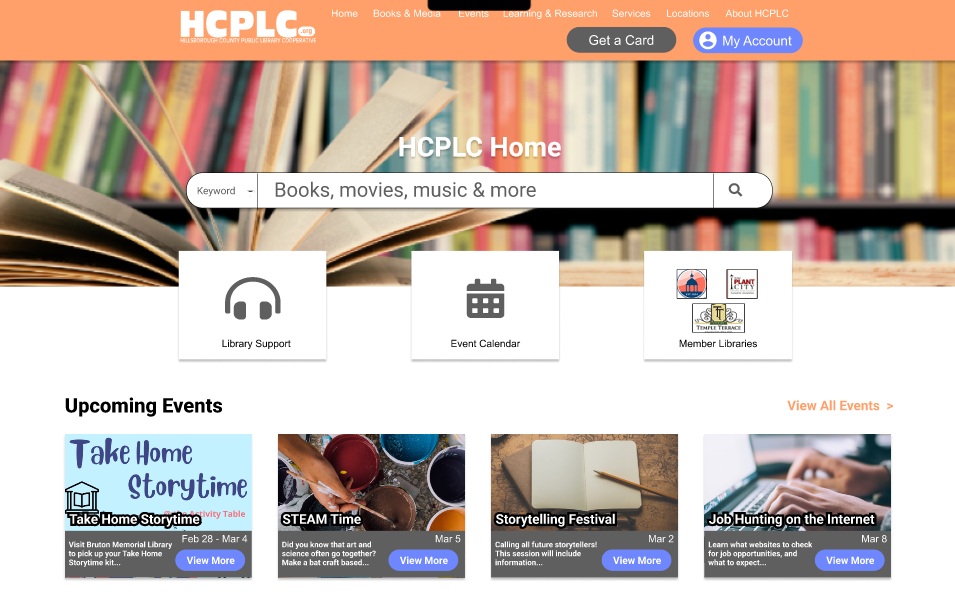 HCPLC.org
HILLSBOROUGH COUNTY PUBLIC LIBRARY COOPERATIVE
Home Books & Media Events Learning & Research Services Locations About HCPLC
Get a Card My Account
HCPLC Home
Keyword Books, movies, music & more
PLANT CITY
TEMPLE TERRACE
Library Support Event Calendar Member Libraries
Upcoming Events View All Events >
Take Home
Storytime
Activity Table
Take Home Storytime
Feb 28 - Mar 4
Visit Bruton Memorial Library
to pick up your Take Home
Storytime kit...
View More
STEAM Time
Mar 5
Did you know that art and
science often go together?
Make a bat craft based...
View More
Storytelling Festival
Mar 2
Calling all future storytellers!
This session will include
information...
View More
Job Hunting on the Internet
Mar 8
Learn what websites to check
for job opportunities, and
what to expect...
View More